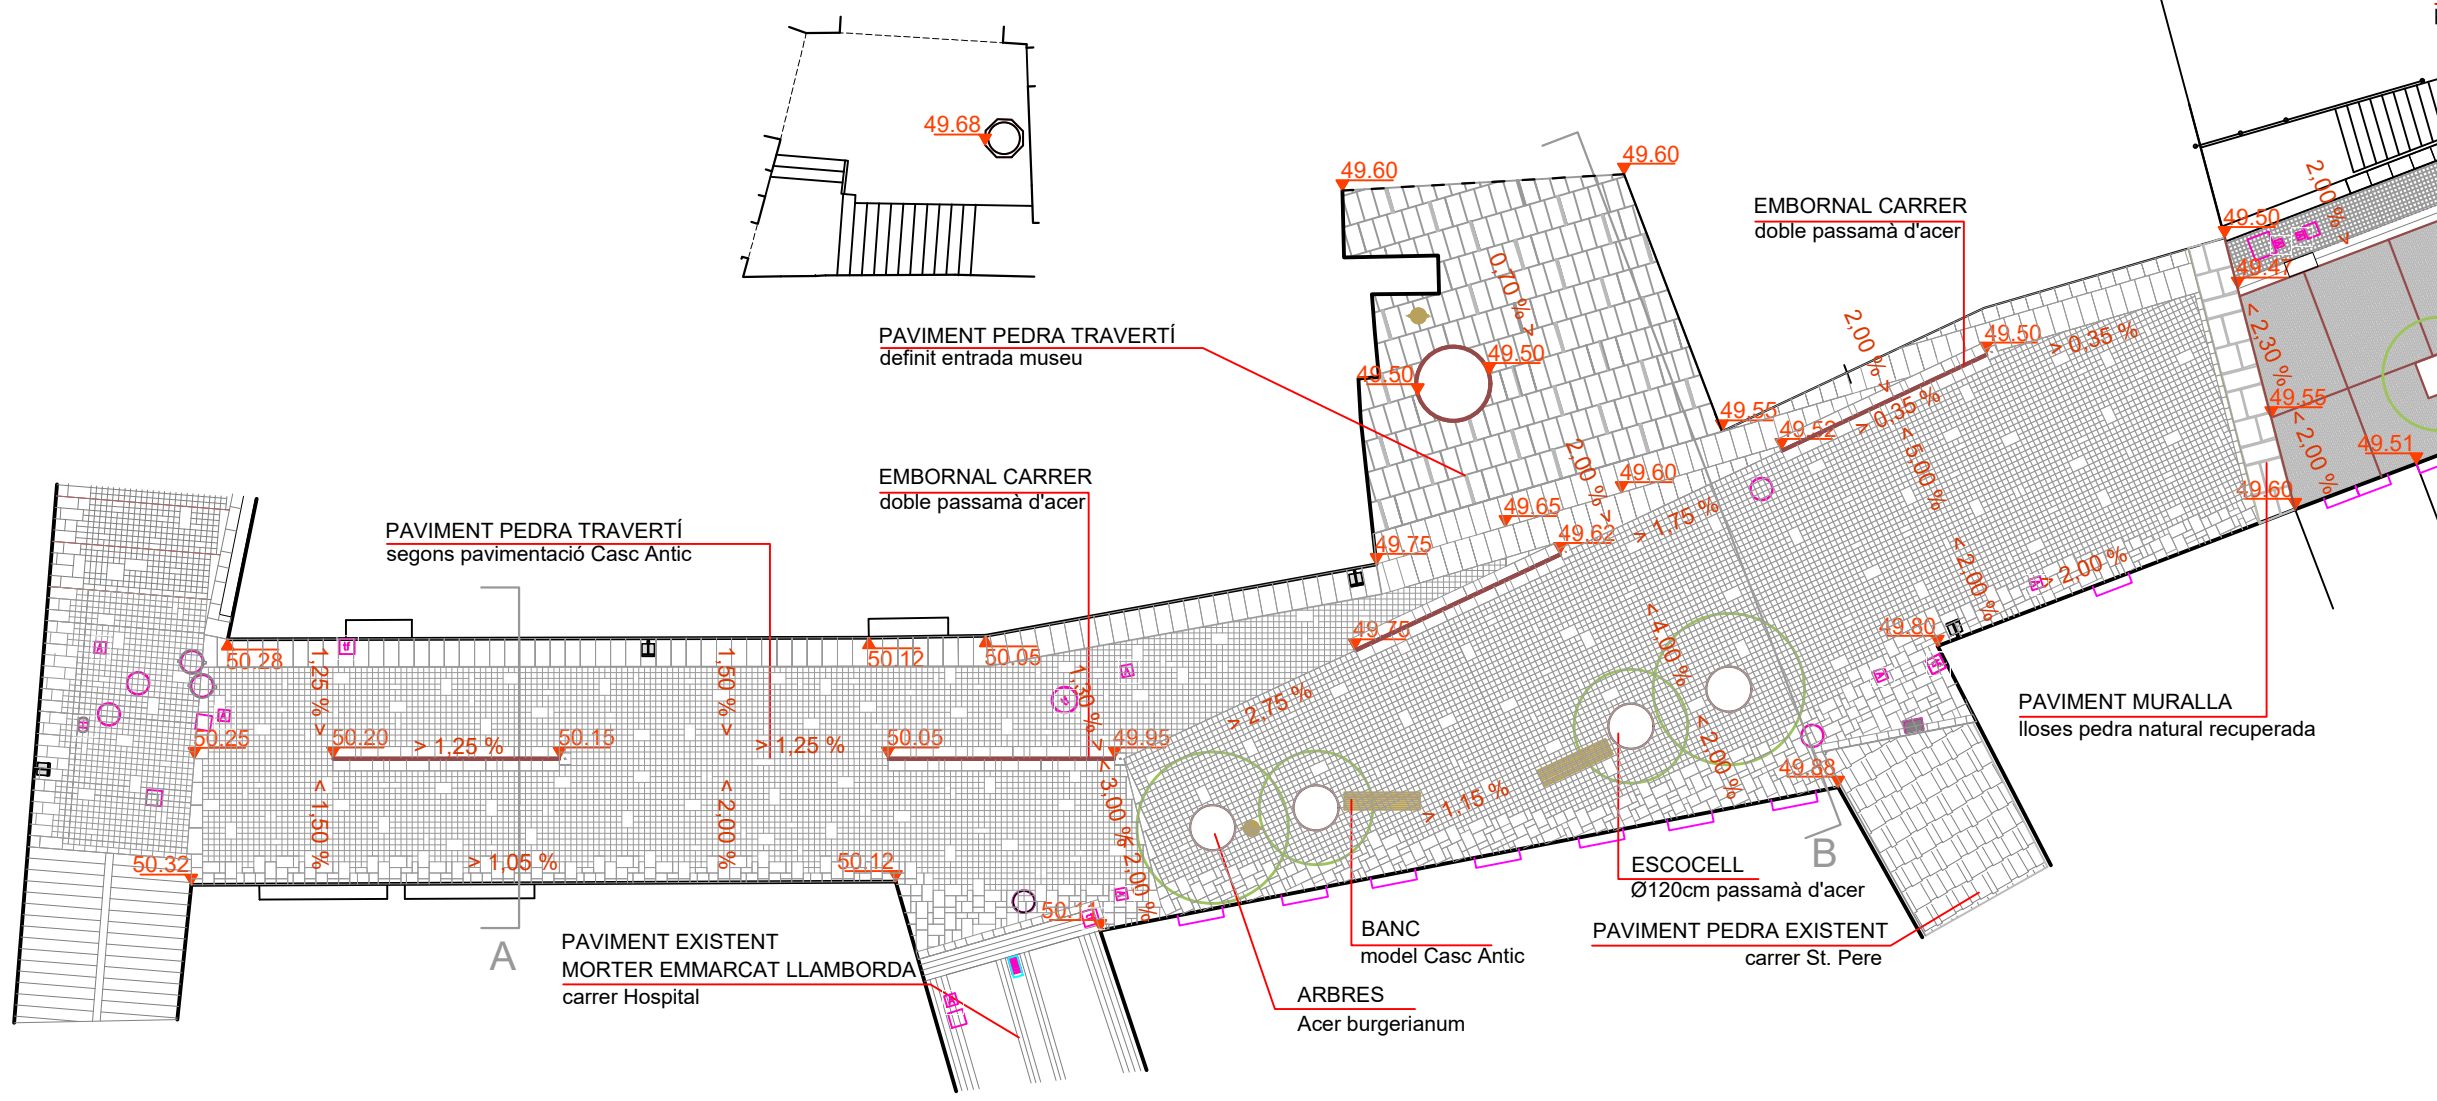 49.68
49.60
49.60
EMBORNAL CARRER
doble passamà d'acer
2,00 % >
49.50
49.47
0,70 % >
PAVIMENT PEDRA TRAVERTÍ
definit entrada museu
2,00 % >
49.50
> 0,35 %
< 2,30 %
49.50
49.50
49.55
49.52
> 0,35 %
49.55
< 2,00 %
49.51
EMBORNAL CARRER
doble passamà d'acer
2,00 % >
49.60
< 5,00 %
49.60
49.65
> 1,75 %
PAVIMENT PEDRA TRAVERTÍ
segons pavimentació Casc Antic
49.75
49.62
< 2,00 %
> 2,00 %
49.75
< 4,00 %
49.80
50.28
1,25 % >
1,50 % >
50.12
50.05
1,30 % >
> 2,75 %
PAVIMENT MURALLA
lloses pedra natural recuperada
50.25
50.20
> 1,25 %
50.15
> 1,25 %
50.05
49.95
< 1,50 %
< 2,00 %
< 3,00 %
> 1,15 %
< 2,00 %
49.88
50.32
> 1,05 %
50.12
< 2,00 %
B
ESCOCELL
Ø120cm passamà d'acer
A
PAVIMENT EXISTENT
MORTER EMMARCAT LLAMBORDA
carrer Hospital
BANC
model Casc Antic
PAVIMENT PEDRA EXISTENT
carrer St. Pere
ARBRES
Acer burgerianum